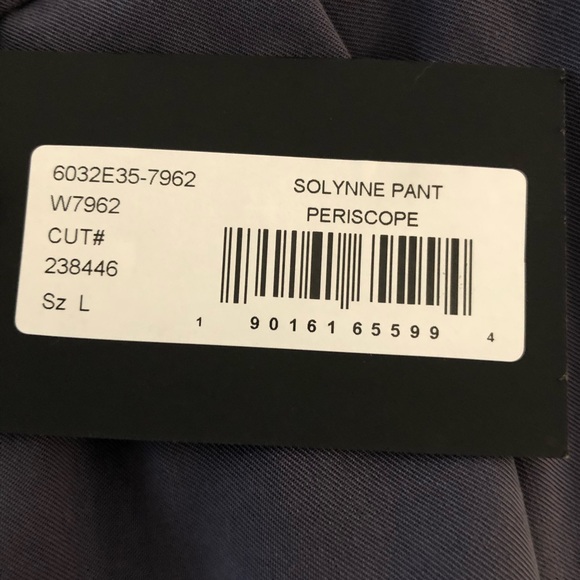 6032E35-7962
W7962
CUT#
238446
Sz L
SOLYNNE PANT
PERISCOPE
1 90161 65599 4